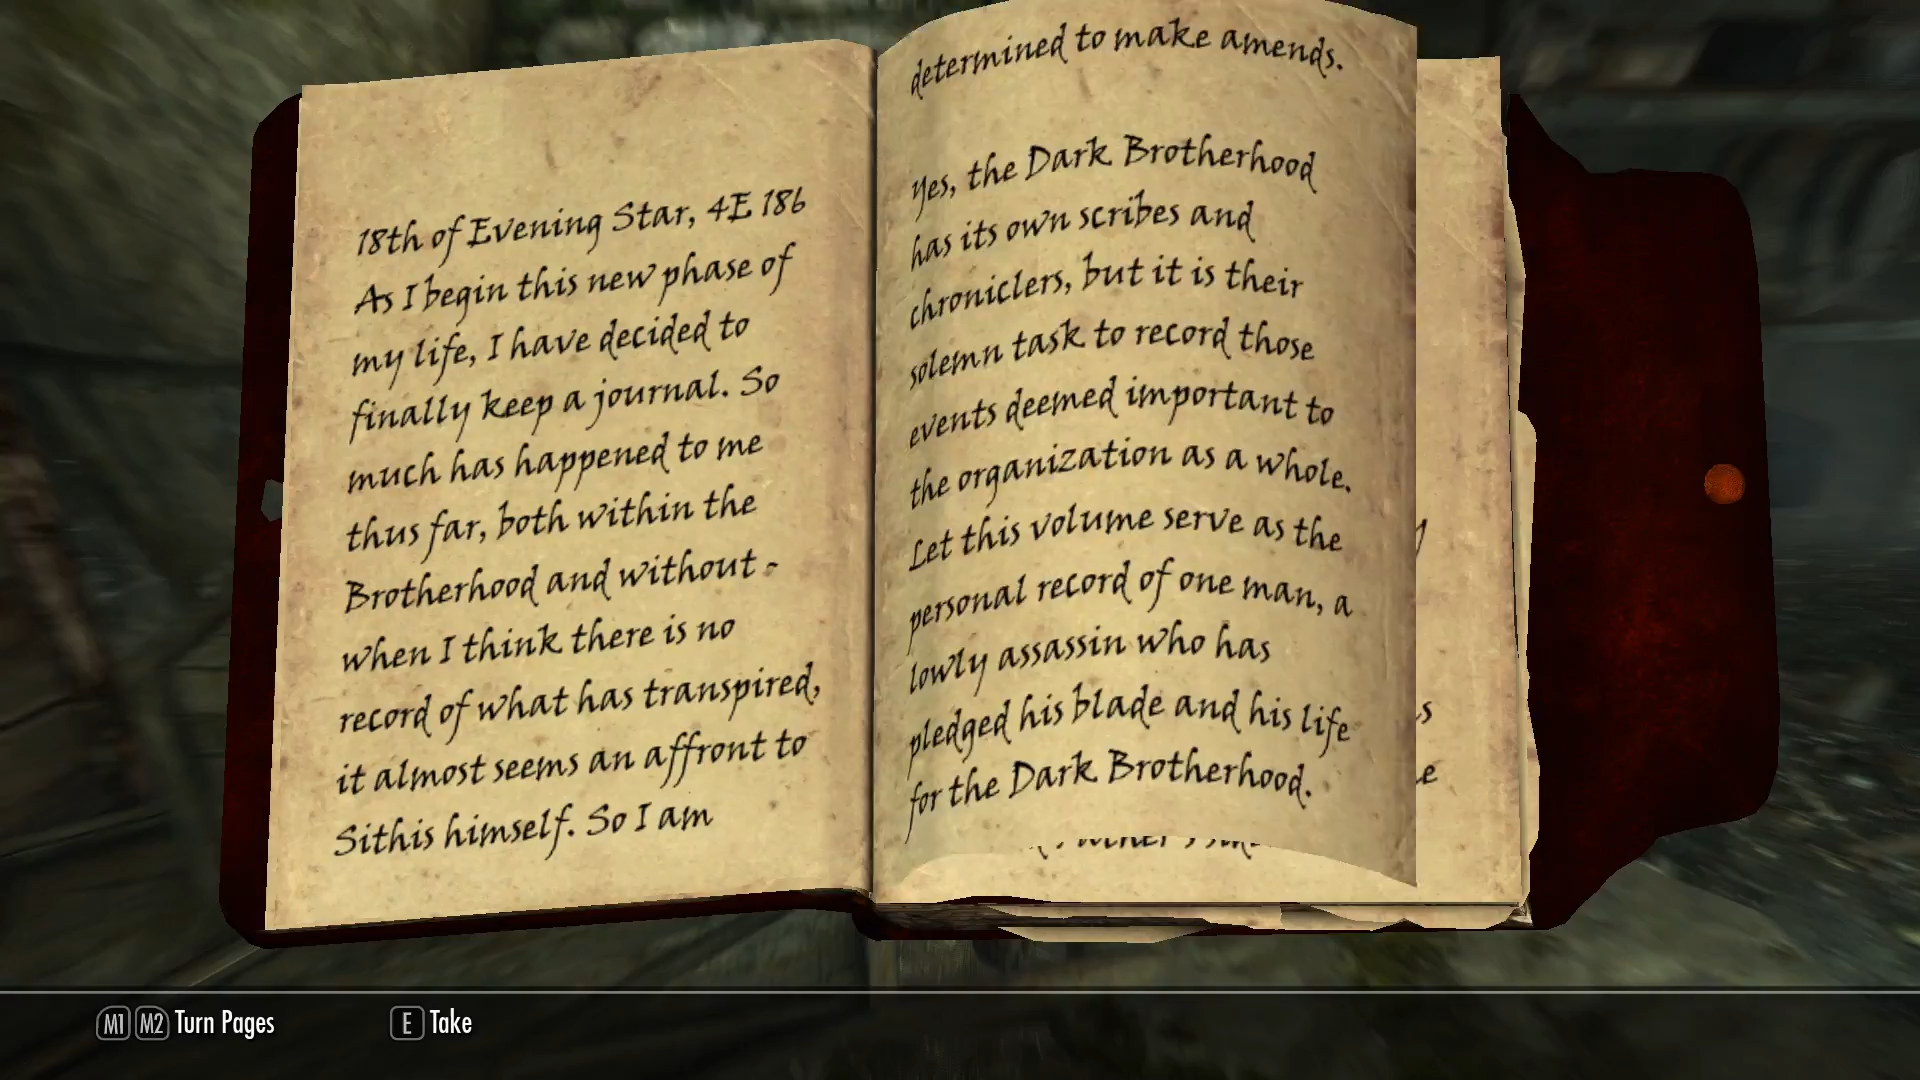 18th of Evening Star, 4E 186
As I begin this new phase of
my life, I have decided to
finally keep a journal. So
much has happened to me
thus far, both within the
Brotherhood and without -
when I think there is no
record of what has transpired,
it almost seems an affront to
Sithis himself. So I am
determined to make amends.
Yes, the Dark Brotherhood
has its own scribes and
chroniclers, but it is their
solemn task to record those
events deemed important to
the organization as a whole.
Let this volume serve as the
personal record of one man, a
lowly assassin who has
pledged his blade and his life
for the Dark Brotherhood.
M1 M2 Turn Pages
E Take